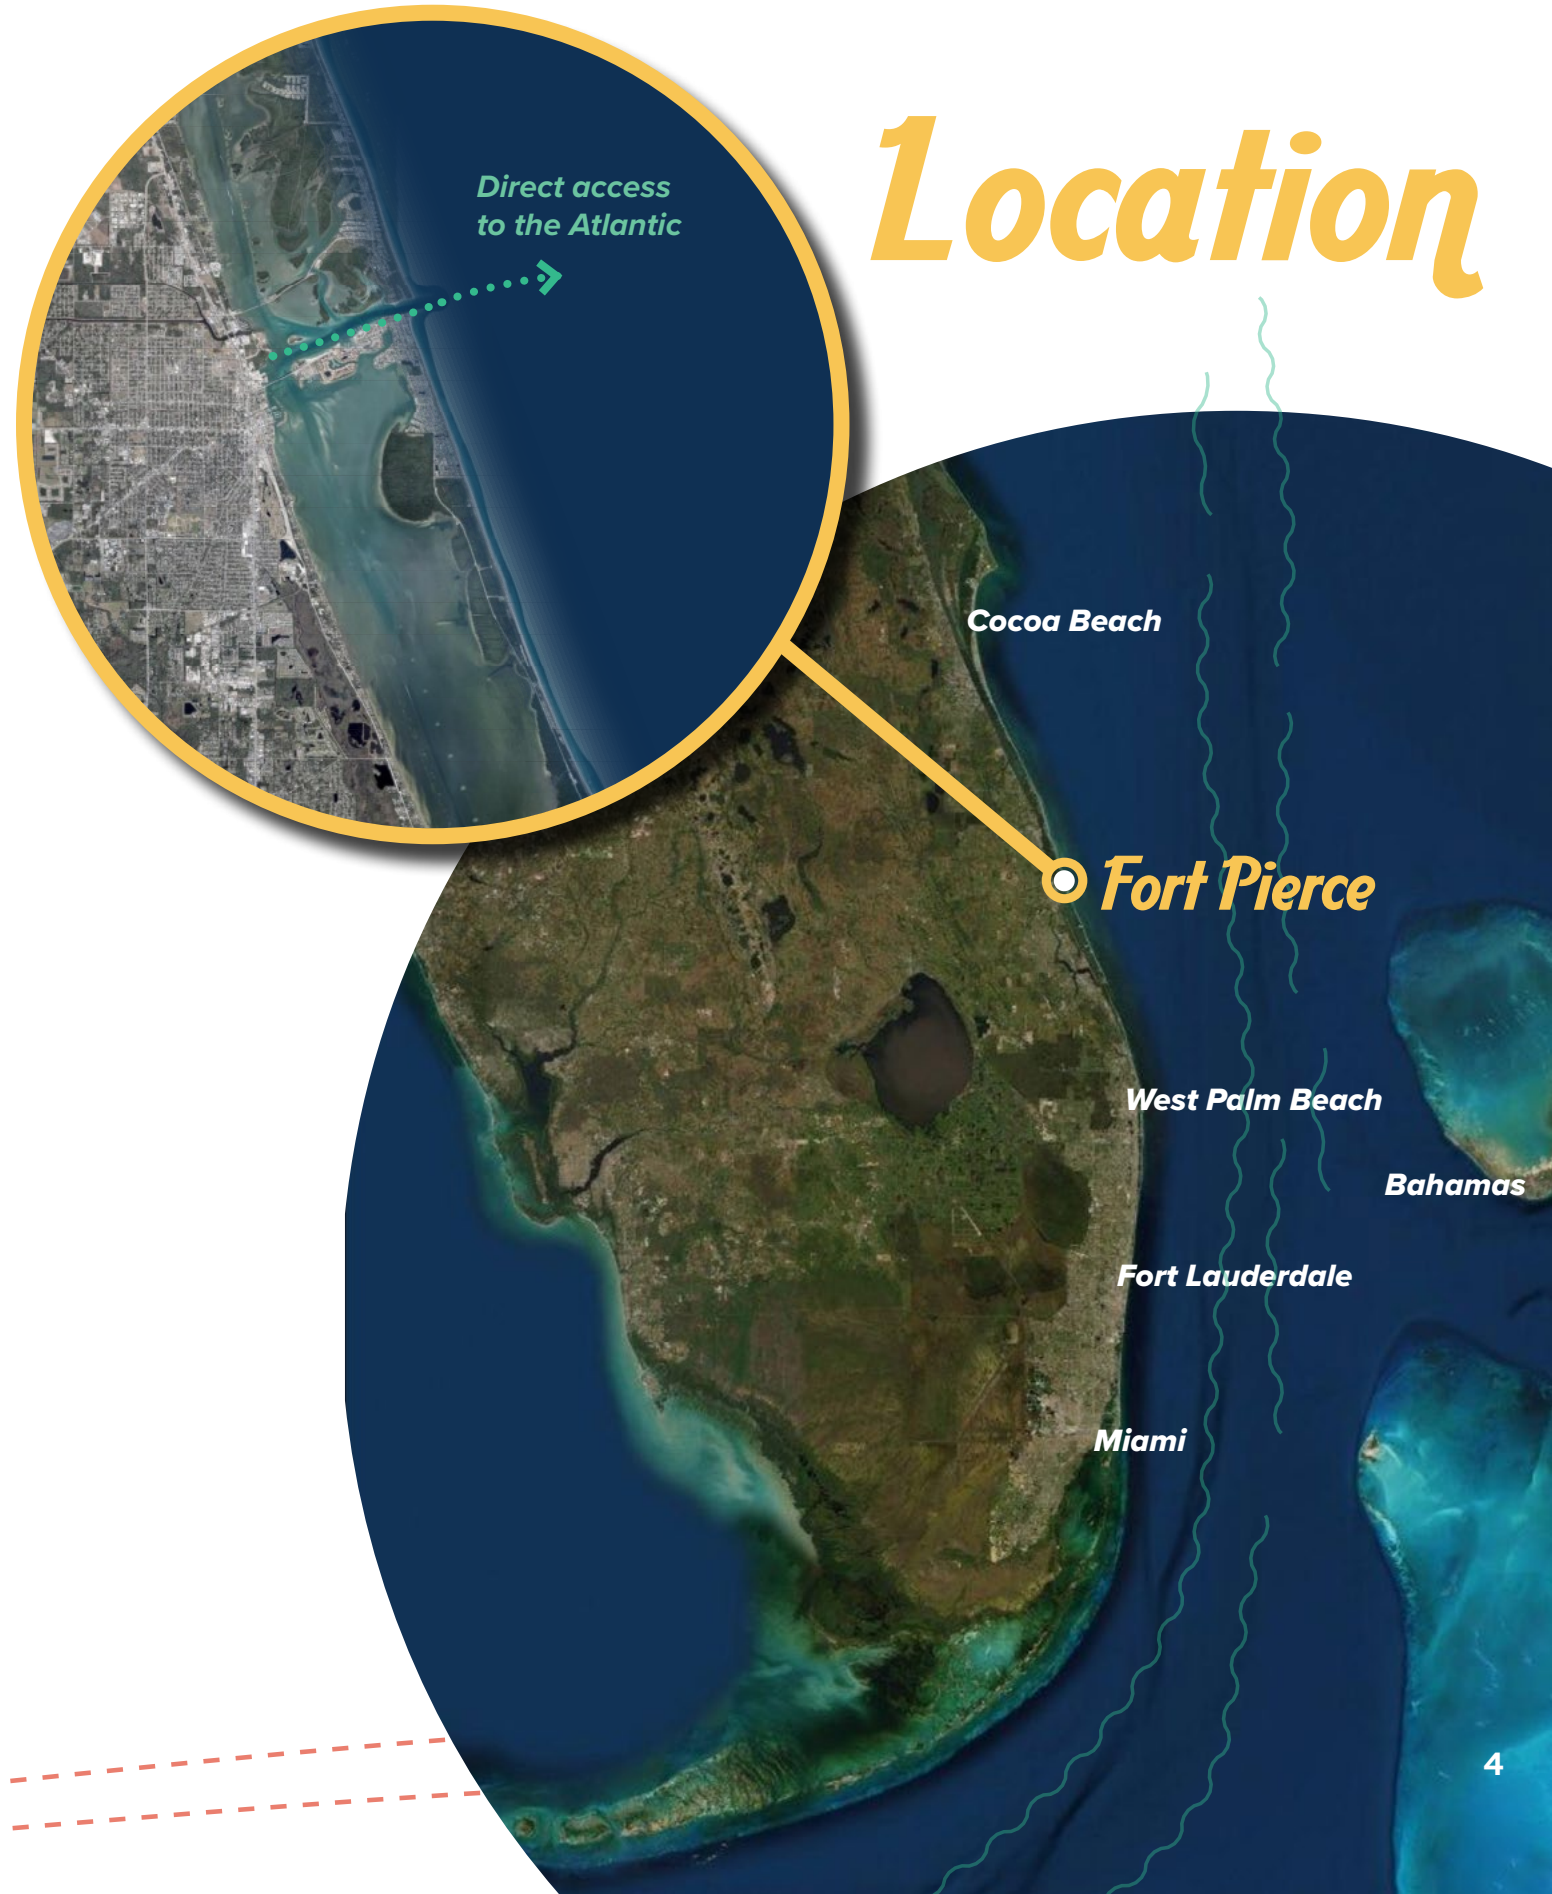 Location
Direct access
to the Atlantic
Cocoa Beach
Fort Pierce
West Palm Beach
Bahamas
Fort Lauderdale
Miami
4